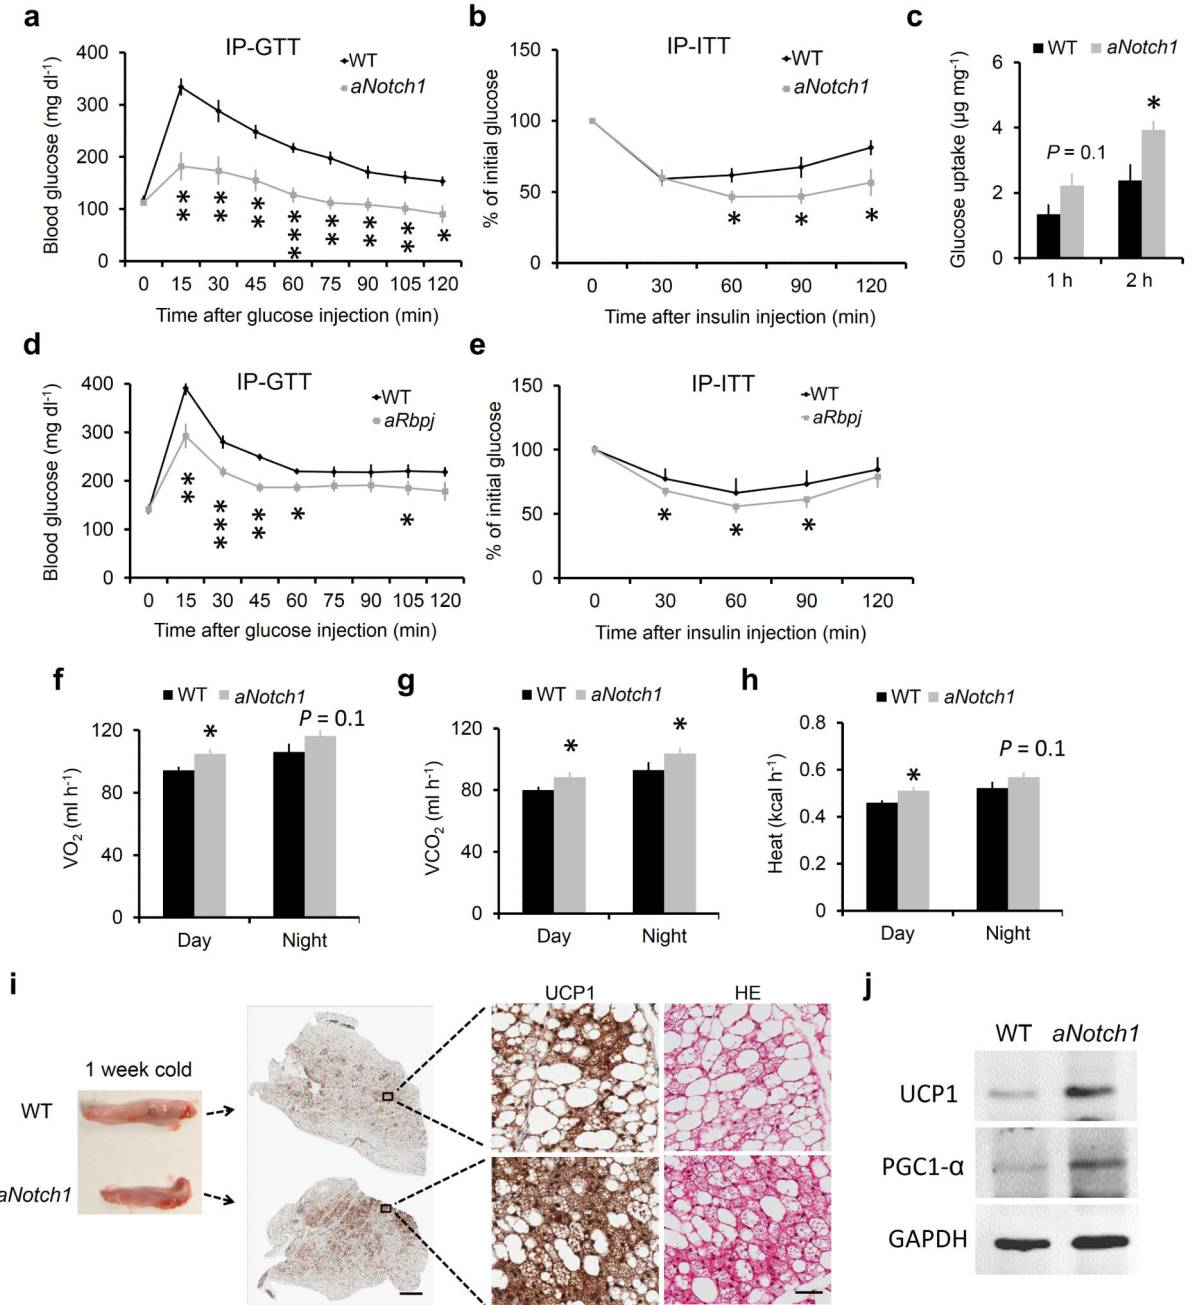 a
IP-GTT
WT
aNotch1
Blood glucose (mg dl-1)
400
300
200
100
0
**
**
**
***
**
**
**
*
0 15 30 45 60 75 90 105 120
Time after glucose injection (min)
b
IP-ITT
WT
aNotch1
% of initial glucose
150
100
50
0
* * *
0 30 60 90 120
Time after insulin injection (min)
c
WT aNotch1
Glucose uptake (µg mg-1)
6
4
2
0
P = 0.1
*
1 h 2 h
d
IP-GTT
WT
aRbpj
Blood glucose (mg dl-1)
400
300
200
100
0
**
***
**
*
*
0 15 30 45 60 75 90 105 120
Time after glucose injection (min)
e
IP-ITT
WT
aRbpj
% of initial glucose
150
100
50
0
* * *
0 30 60 90 120
Time after insulin injection (min)
f
WT aNotch1
VO2 (ml h-1)
120
80
40
0
*
P = 0.1
Day Night
g
WT aNotch1
VCO2 (ml h-1)
120
80
40
0
*
*
Day Night
h
WT aNotch1
Heat (kcal h-1)
0.8
0.6
0.4
0.2
0
*
P = 0.1
Day Night
i
1 week cold
WT
aNotch1
UCP1 HE
j
WT aNotch1
UCP1
PGC1-α
GAPDH